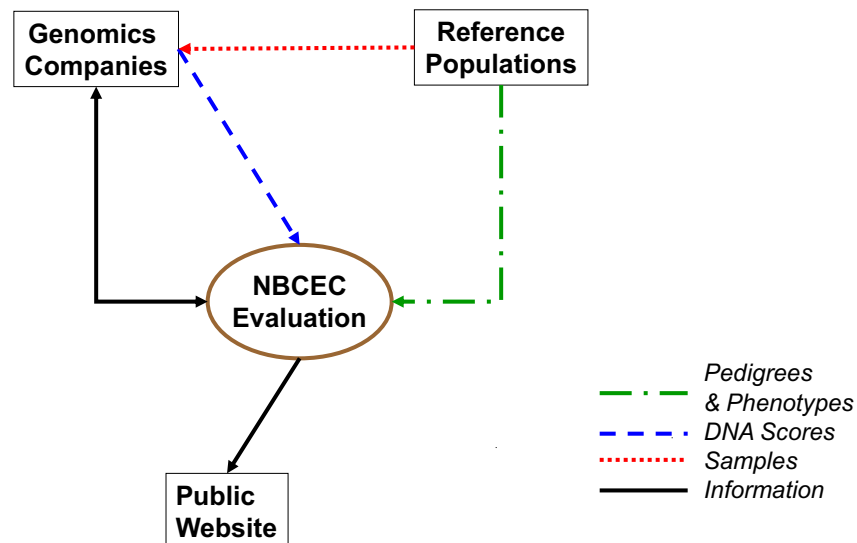 Genomics
Companies
Reference
Populations
NBCEC
Evaluation
Public
Website
Pedigrees
& Phenotypes
DNA Scores
Samples
Information